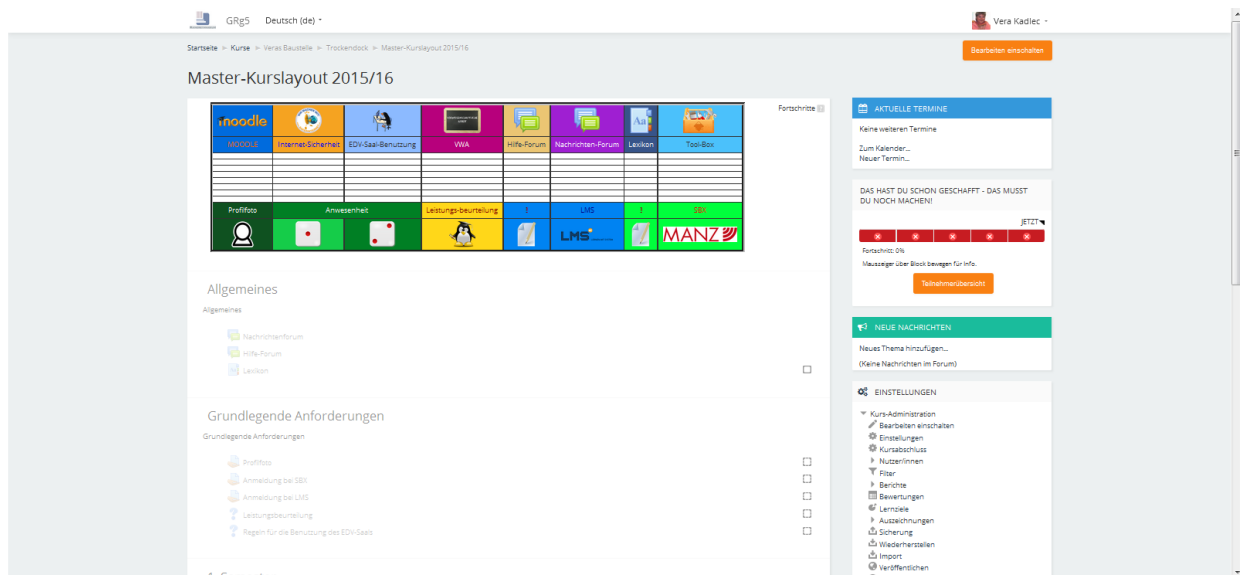 GRg5 Deutsch (de)
Vera Kadlec
Startseite ► Kurse ► Veras Baustelle ► Trockendock ► Master-Kurslayout 2015/16
Bearbeiten einschalten
Master-Kurslayout 2015/16
Fortschritte
moodle
MOODLE Internet-Sicherheit EDV-Saal-Benutzung VWA Hilfe-Forum Nachrichten-Forum Lexikon Tool-Box
Profilfoto Anwesenheit Leistungs-beurteilung ! LMS ! SBX
LMS MANZ
Allgemeines
Allgemeines
Nachrichtenforum
Hilfe-Forum
Lexikon
Grundlegende Anforderungen
Grundlegende Anforderungen
Profilfoto
Anmeldung bei SBX
Anmeldung bei LMS
Leistungsbeurteilung
Regeln für die Benutzung des EDV-Saals
AKTUELLE TERMINE
Keine weiteren Termine
Zum Kalender...
Neuer Termin...
DAS HAST DU SCHON GESCHAFFT - DAS MUSST
DU NOCH MACHEN!
JETZT
Fortschritt: 0%
Mauszeiger über Block bewegen für Info.
Teilnehmerübersicht
NEUE NACHRICHTEN
Neues Thema hinzufügen...
(Keine Nachrichten im Forum)
EINSTELLUNGEN
Kurs-Administration
Bearbeiten einschalten
Einstellungen
Kursabschluss
Nutzer/innen
Filter
Berichte
Bewertungen
Lernziele
Auszeichnungen
Sicherung
Wiederherstellen
Import
Veröffentlichen